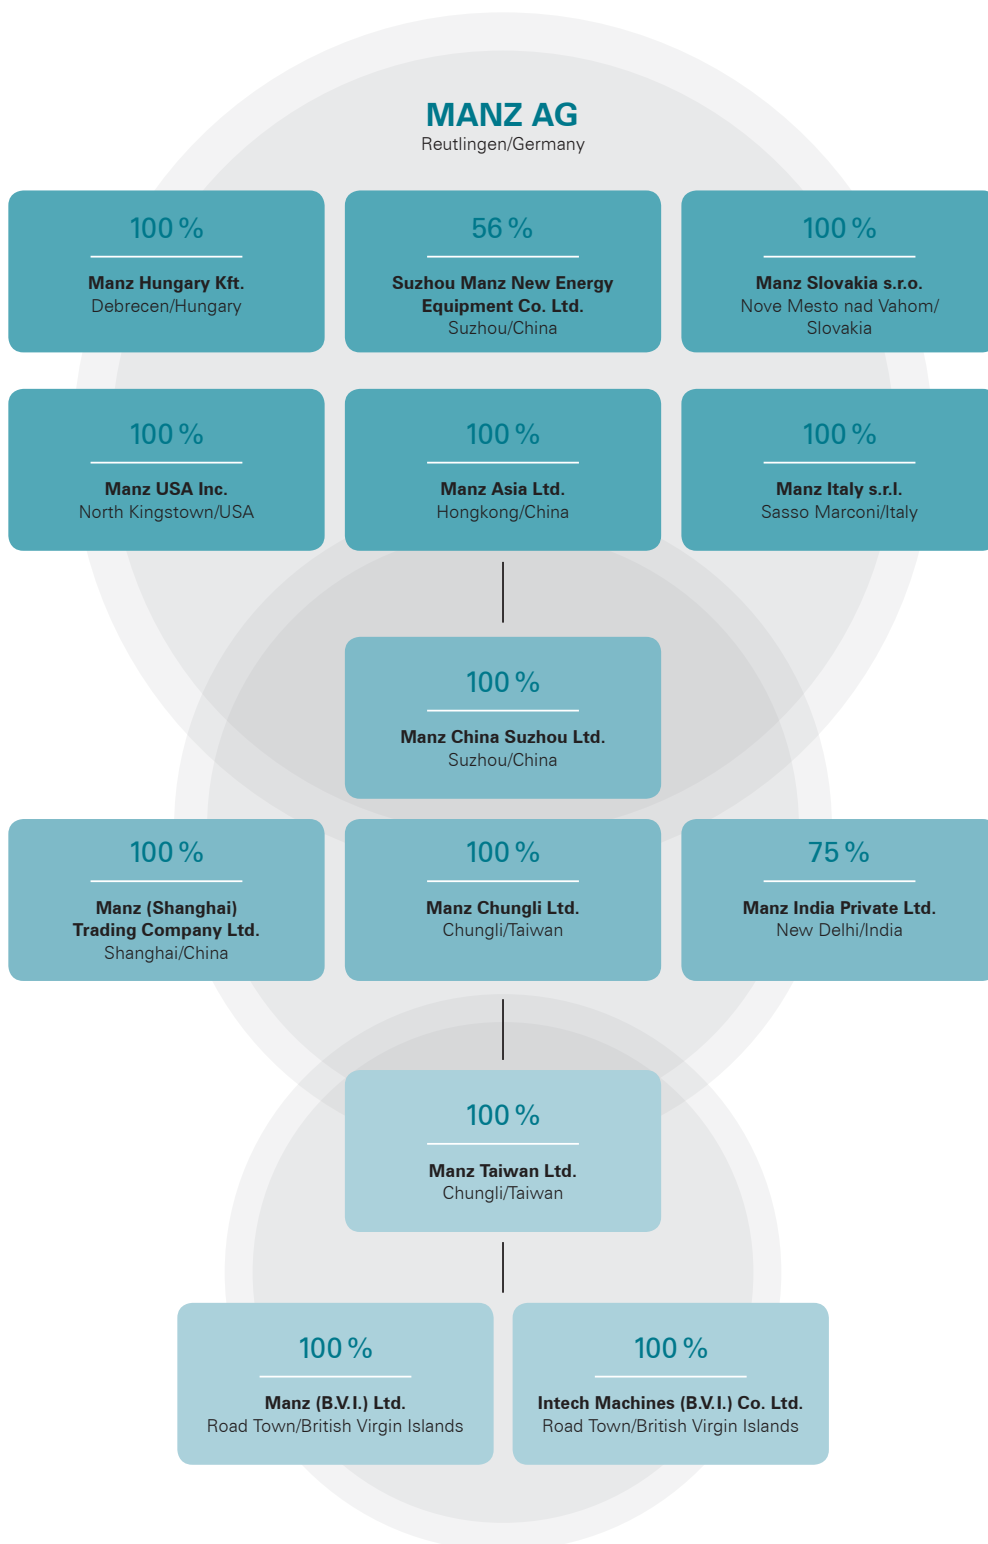 MANZ AG
Reutlingen/Germany
100 %
Manz Hungary Kft.
Debrecen/Hungary
56 %
Suzhou Manz New Energy
Equipment Co. Ltd.
Suzhou/China
100 %
Manz Slovakia s.r.o.
Nove Mesto nad Vahom/
Slovakia
100 %
Manz USA Inc.
North Kingstown/USA
100 %
Manz Asia Ltd.
Hongkong/China
100 %
Manz Italy s.r.l.
Sasso Marconi/Italy
100 %
Manz China Suzhou Ltd.
Suzhou/China
100 %
Manz (Shanghai)
Trading Company Ltd.
Shanghai/China
100 %
Manz Chungli Ltd.
Chungli/Taiwan
75 %
Manz India Private Ltd.
New Delhi/India
100 %
Manz Taiwan Ltd.
Chungli/Taiwan
100 %
Manz (B.V.I.) Ltd.
Road Town/British Virgin Islands
100 %
Intech Machines (B.V.I.) Co. Ltd.
Road Town/British Virgin Islands